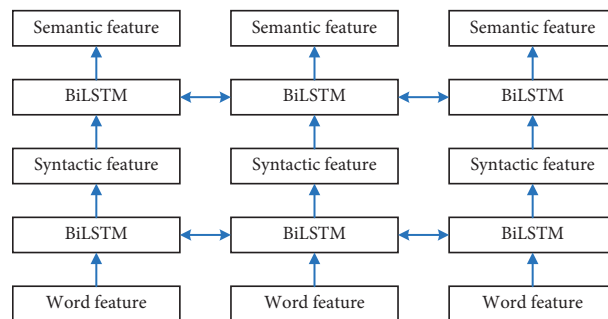 Semantic feature Semantic feature Semantic feature
BiLSTM BiLSTM BiLSTM
Syntactic feature Syntactic feature Syntactic feature
BiLSTM BiLSTM BiLSTM
Word feature Word feature Word feature